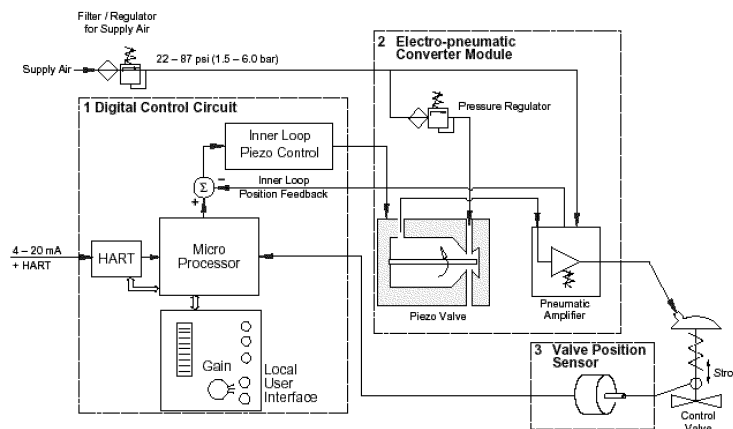 Filter / Regulator
for Supply Air
Supply Air
22 – 87 psi (1.5 – 6.0 bar)
2 Electro-pneumatic
Converter Module
Pressure Regulator
1 Digital Control Circuit
Inner Loop
Piezo Control
Σ
–
+
Inner Loop
Position Feedback
4 – 20 mA
+ HART
HART
Micro
Processor
Piezo Valve
Pneumatic
Amplifier
Gain
Local
User
Interface
3 Valve Position
Sensor
Stro
Control
Valve